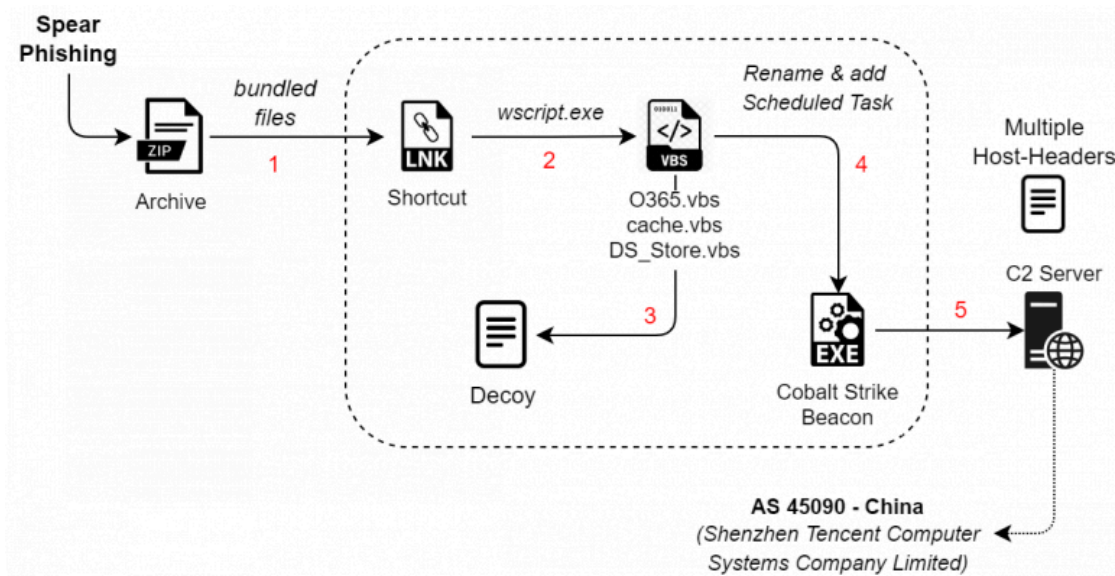 Spear
Phishing
bundled
files
1
ZIP
Archive
LNK
Shortcut
wscript.exe
2
010011
</>
VBS
O365.vbs
cache.vbs
DS_Store.vbs
3
Decoy
Rename & add
Scheduled Task
4
EXE
Cobalt Strike
Beacon
5
Multiple
Host-Headers
C2 Server
AS 45090 - China
(Shenzhen Tencent Computer
Systems Company Limited)